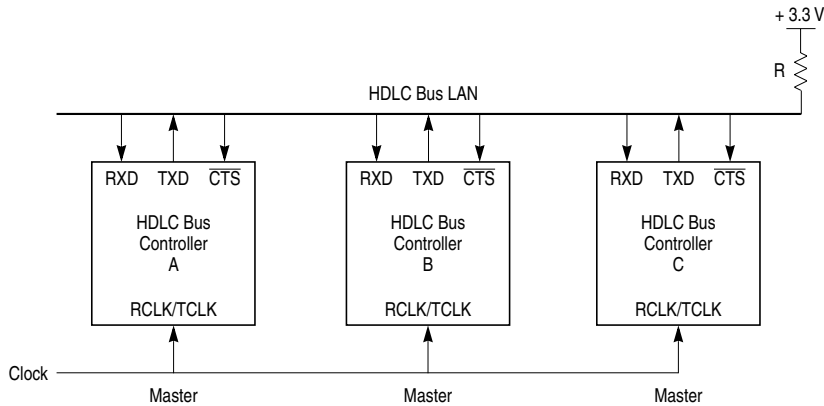 + 3.3 V
R
HDLC Bus LAN
RXD TXD CTS
HDLC Bus
Controller
A
RCLK/TCLK
RXD TXD CTS
HDLC Bus
Controller
B
RCLK/TCLK
RXD TXD CTS
HDLC Bus
Controller
C
RCLK/TCLK
Clock
Master
Master
Master